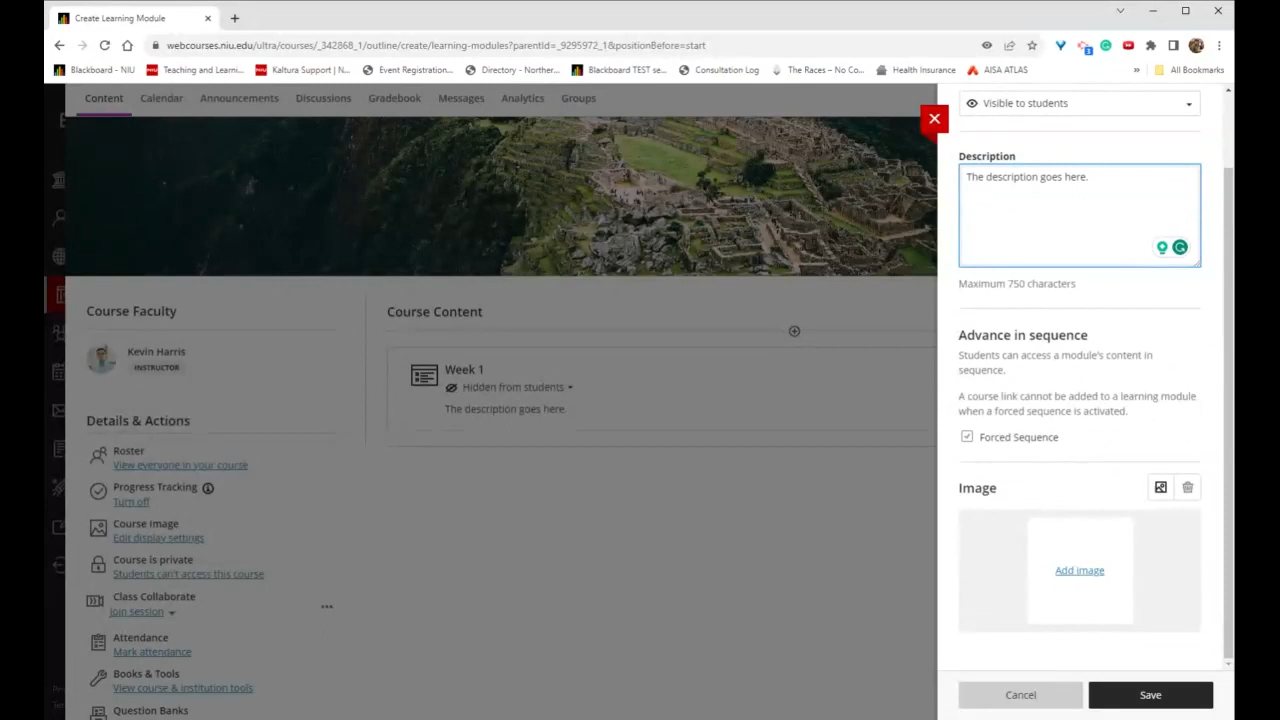 Create Learning Module
webcourses.niu.edu/ultra/courses/_342868_1/outline/create/learning-modules?parentId=_9295972_1&positionBefore=start
Blackboard - NIU
Teaching and Learni...
Kaltura Support | N...
Event Registration...
Directory - Norther...
Blackboard TEST se...
Consultation Log
The Races – No Co...
Health Insurance
AISA ATLAS
»
All Bookmarks
Content
Calendar
Announcements
Discussions
Gradebook
Messages
Analytics
Groups
Visible to students
Description
The description goes here.
Maximum 750 characters
Advance in sequence
Students can access a module's content in
sequence.
A course link cannot be added to a learning module
when a forced sequence is activated.
Forced Sequence
Image
Add image
Cancel
Save
Course Faculty
Kevin Harris
INSTRUCTOR
Details & Actions
Roster
View everyone in your course
Progress Tracking
Turn off
Course Image
Edit display settings
Course is private
Students can't access this course
Class Collaborate
Join session
Attendance
Mark attendance
Books & Tools
View course & institution tools
Question Banks
Course Content
Week 1
Hidden from students
The description goes here.